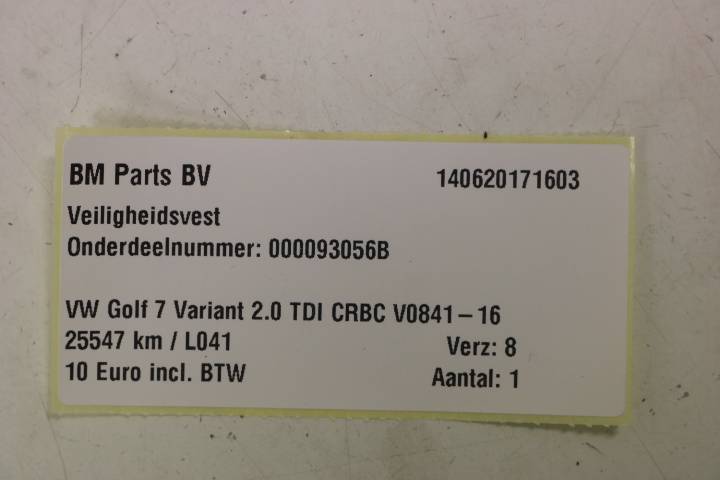 BM Parts BV 140620171603
Veiligheidsvest
Onderdeelnummer: 000093056B
VW Golf 7 Variant 2.0 TDI CRBC V0841-16
25547 km / L041 Verz: 8
10 Euro incl. BTW Aantal: 1